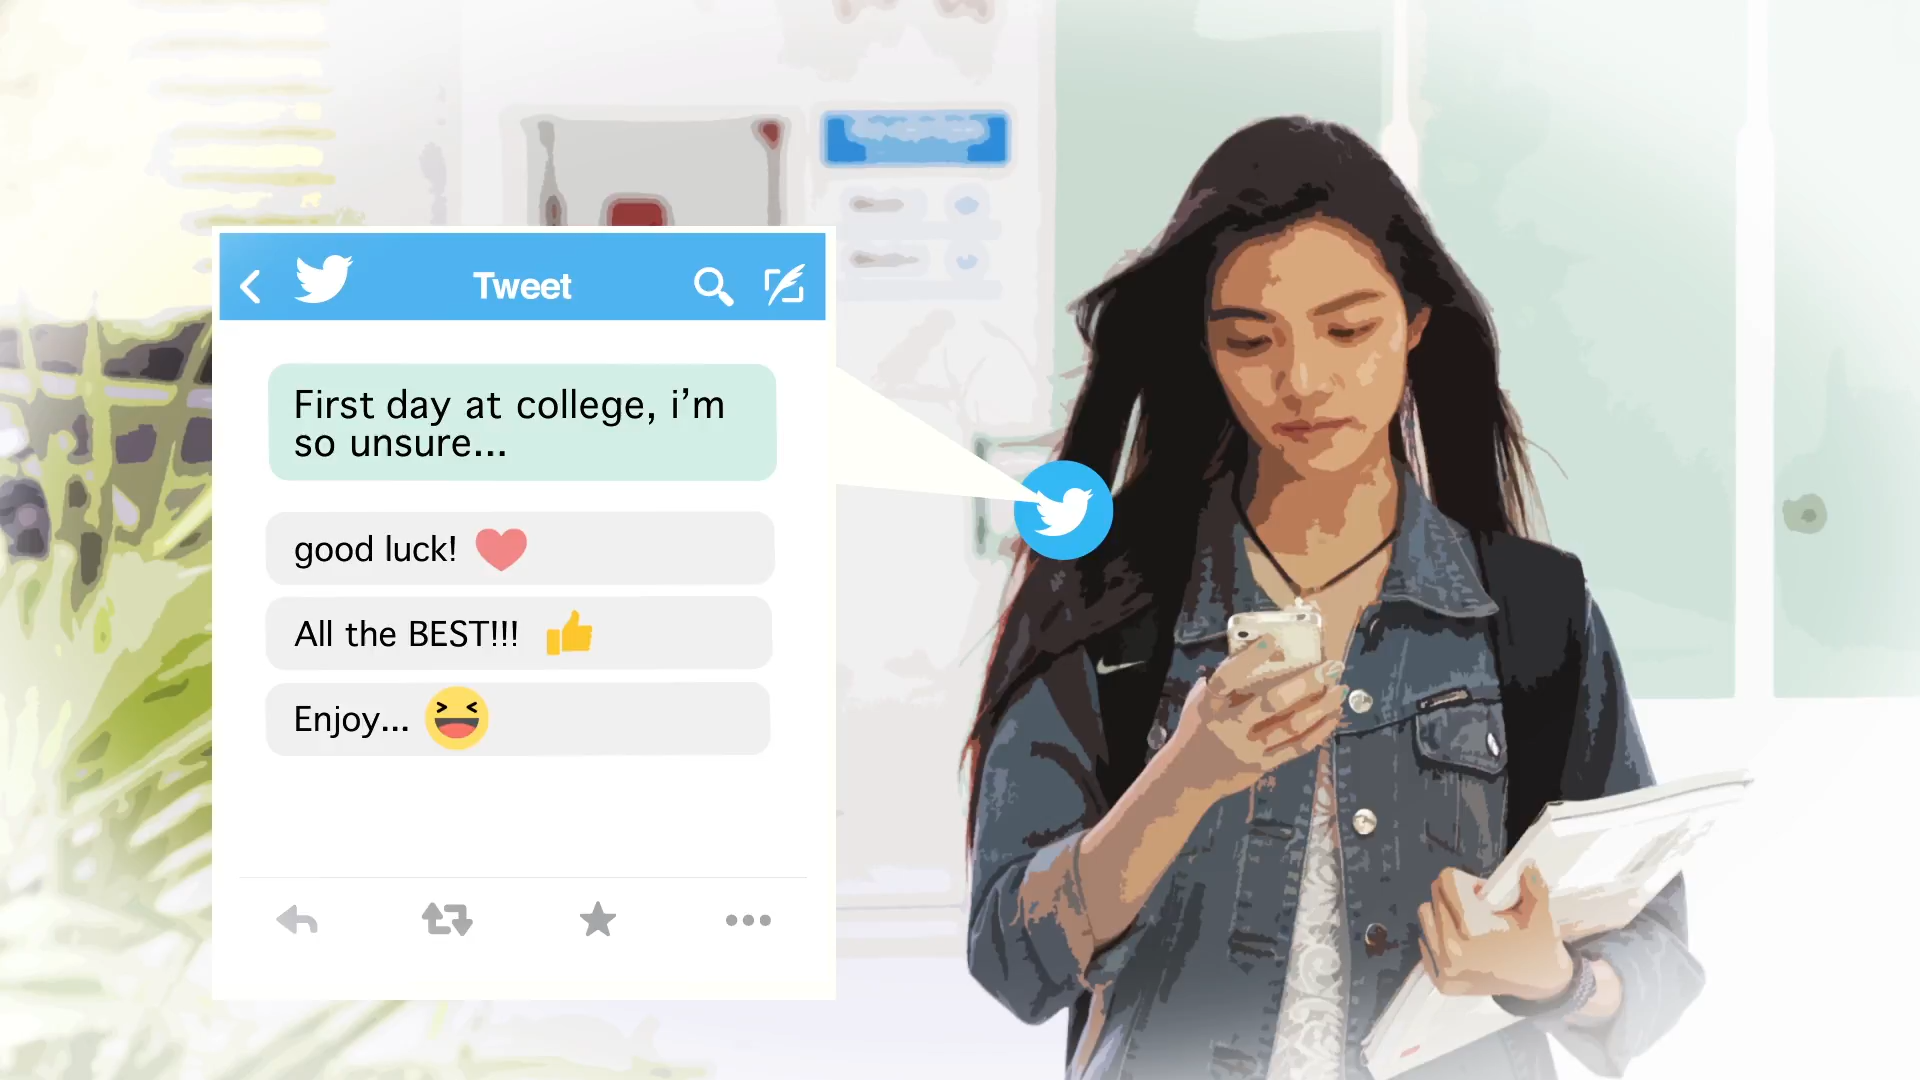 Tweet
First day at college, i'm
so unsure...
good luck!
All the BEST!!!
Enjoy...